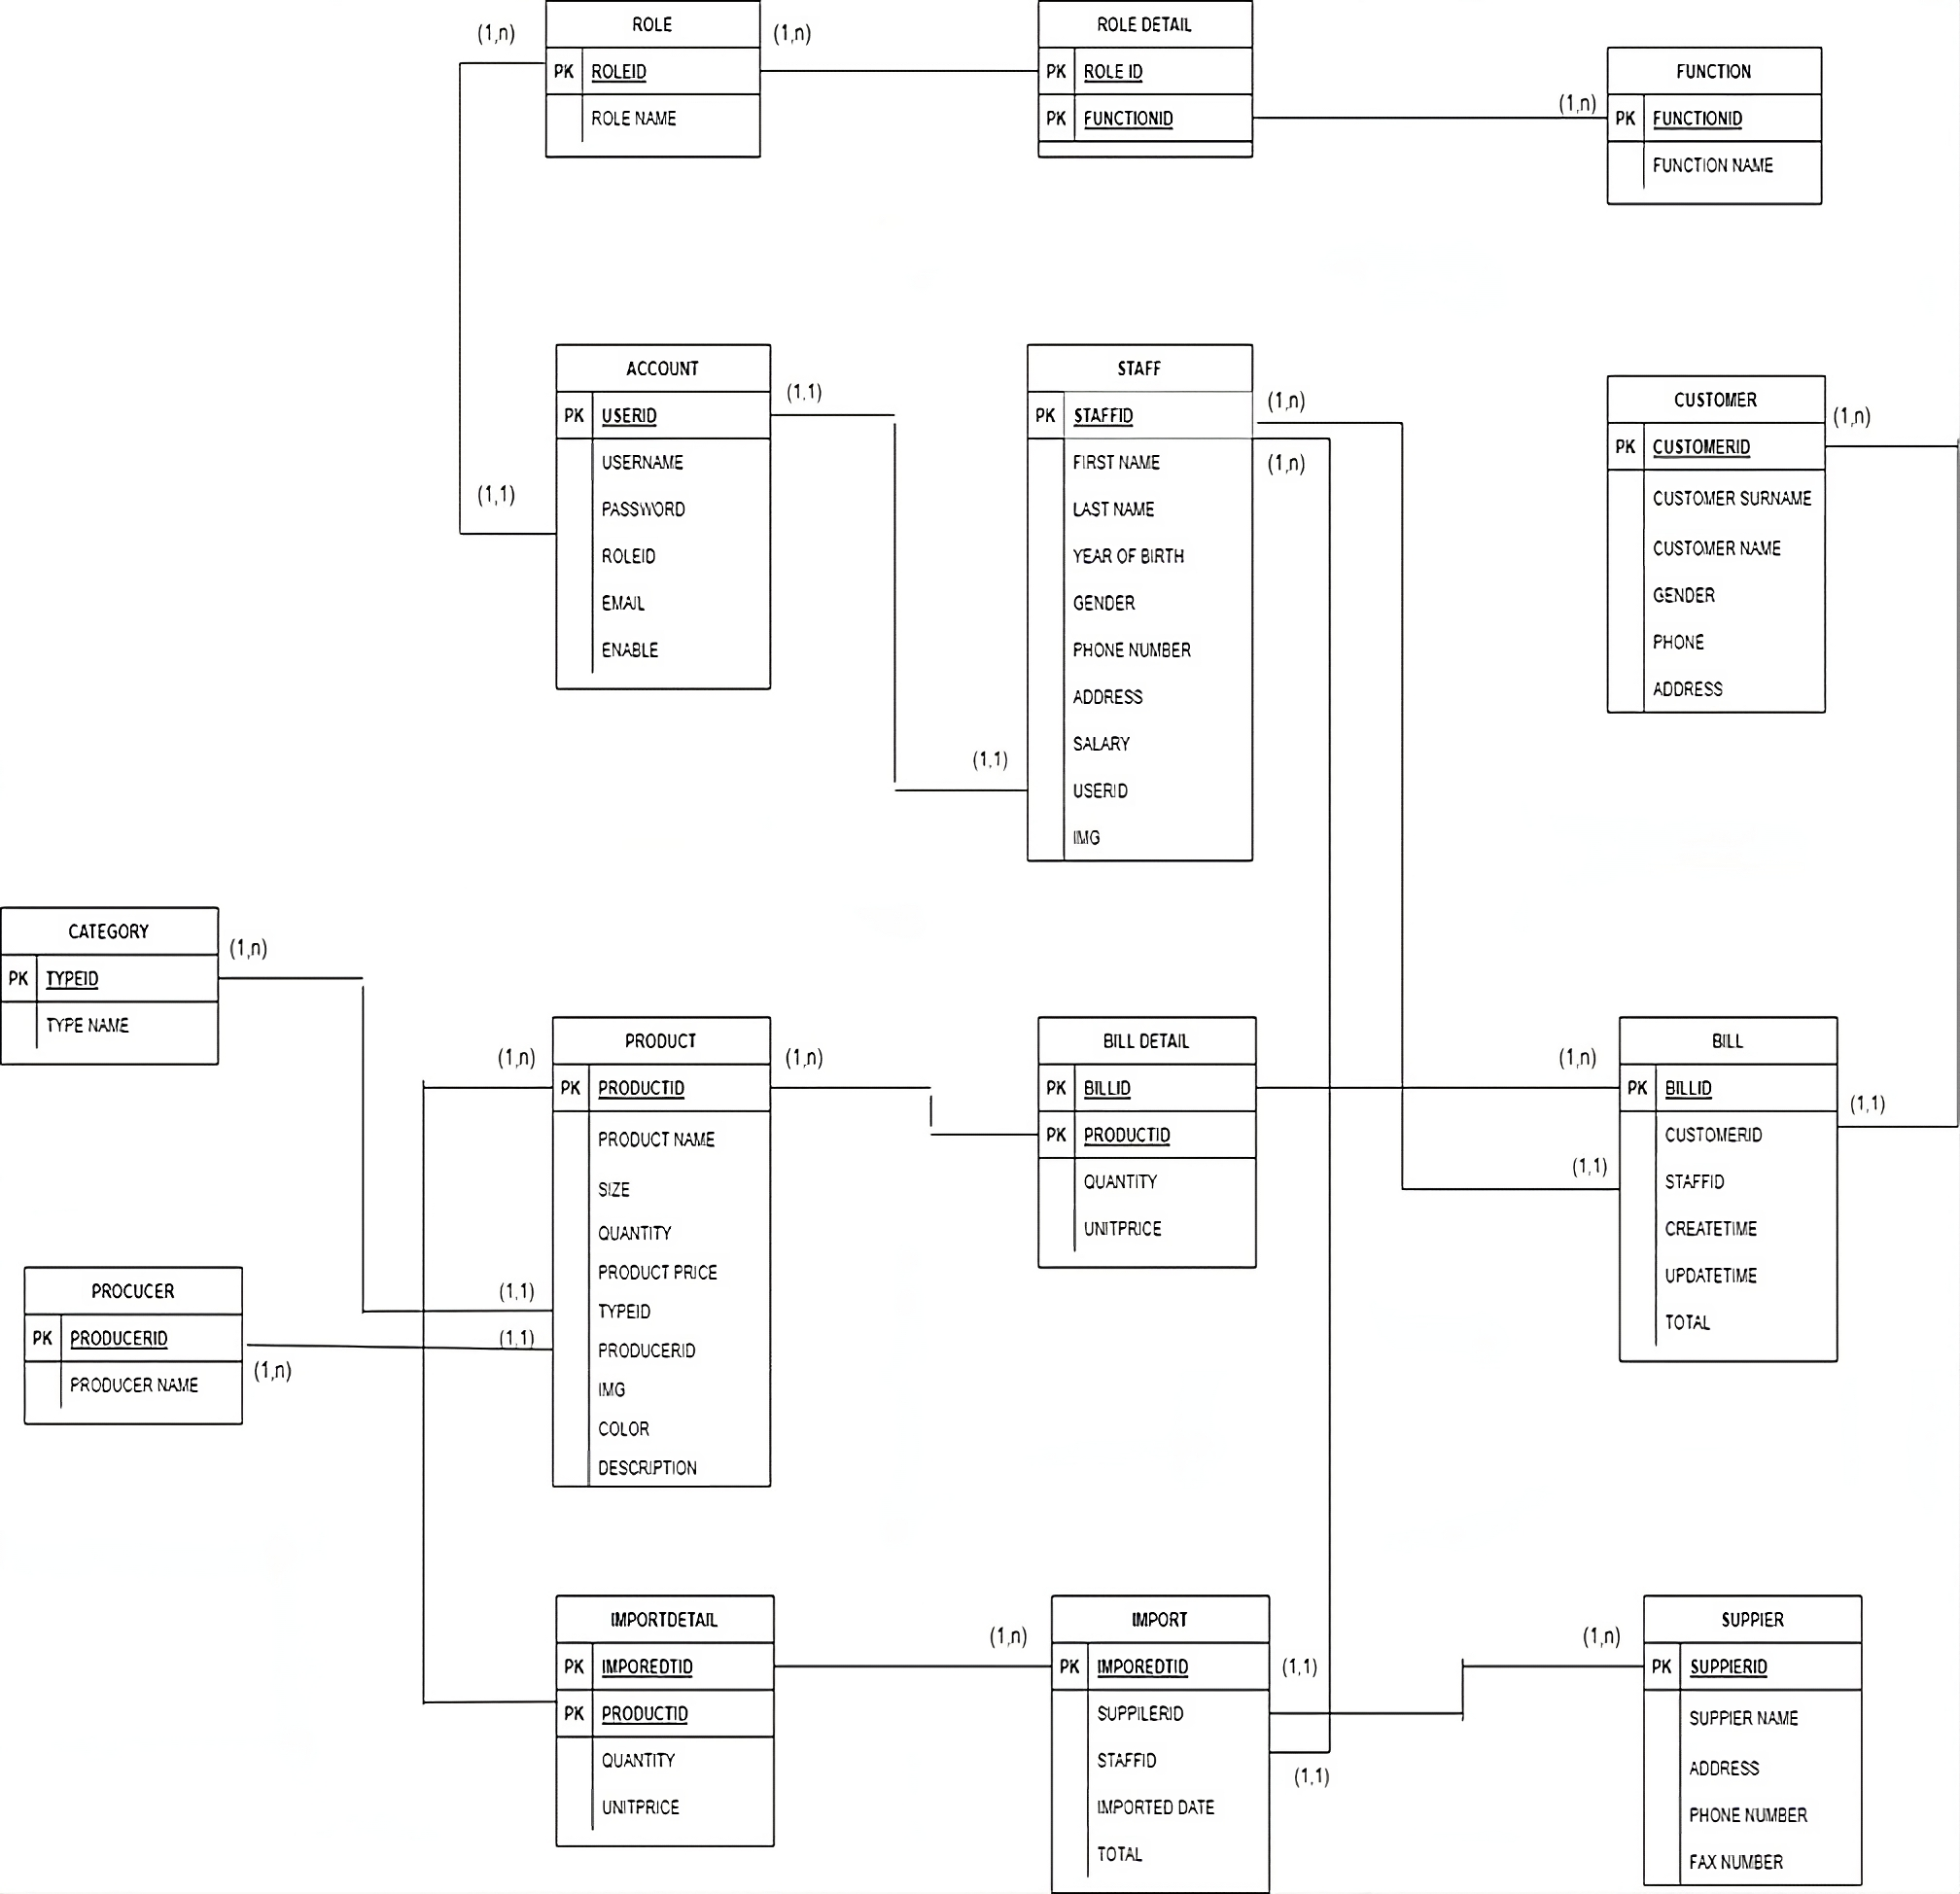 ROLE
(1,n)
(1,n)
PK ROLEID
ROLE NAME
ROLE DETAIL
PK ROLE ID
PK FUNCTIONID
FUNCTION
(1,n)
PK FUNCTIONID
FUNCTION NAME
ACCOUNT
(1,1)
PK USERID
USERNAME
PASSWORD
(1,1)
ROLEID
EMAIL
ENABLE
STAFF
PK STAFFID
(1,n)
FIRST NAME
(1,n)
LAST NAME
YEAR OF BIRTH
GENDER
PHONE NUMBER
ADDRESS
SALARY
(1,1)
USERID
IMG
CUSTOMER
(1,n)
PK CUSTOMERID
CUSTOMER SURNAME
CUSTOMER NAME
GENDER
PHONE
ADDRESS
CATEGORY
(1,n)
PK TYPEID
TYPE NAME
PROCUCER
PK PRODUCERID
(1,n)
PRODUCER NAME
PRODUCT
(1,n)
(1,n)
PK PRODUCTID
PRODUCT NAME
SIZE
QUANTITY
PRODUCT PRICE
(1,1)
TYPEID
(1,1)
PRODUCERID
IMG
COLOR
DESCRIPTION
BILL DETAIL
PK BILLID
PK PRODUCTID
QUANTITY
UNITPRICE
BILL
(1,n)
PK BILLID
(1,1)
CUSTOMERID
(1,1)
STAFFID
CREATETIME
UPDATETIME
TOTAL
IMPORTDETAIL
PK IMPOREDTID
PK PRODUCTID
QUANTITY
UNITPRICE
IMPORT
(1,n)
PK IMPOREDTID
(1,1)
SUPPILERID
STAFFID
(1,1)
IMPORTED DATE
TOTAL
SUPPIER
(1,n)
PK SUPPIERID
SUPPIER NAME
ADDRESS
PHONE NUMBER
FAX NUMBER